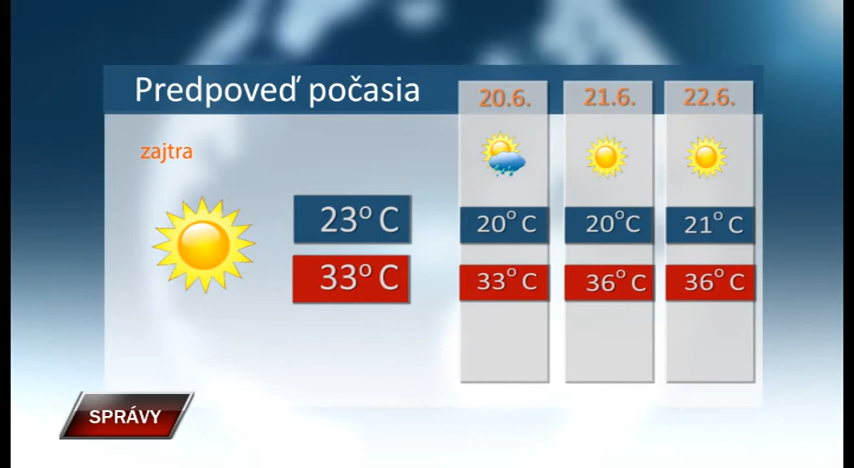 Predpoveď počasia
zajtra
23° C
33° C
20.6. 21.6. 22.6.
20° C 20°C 21° C
33° C 36° C 36° C
SPRÁVY